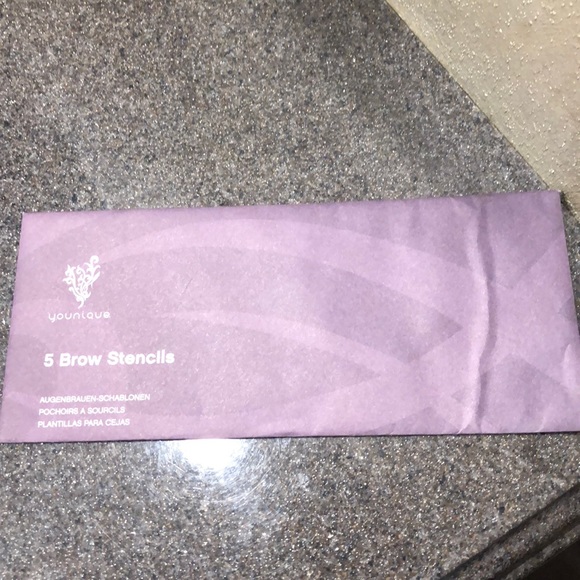 younique
5 Brow Stencils
AUGENBRAUEN-SCHABLONEN
POCHOIRS À SOURCILS
PLANTILLAS PARA CEJAS